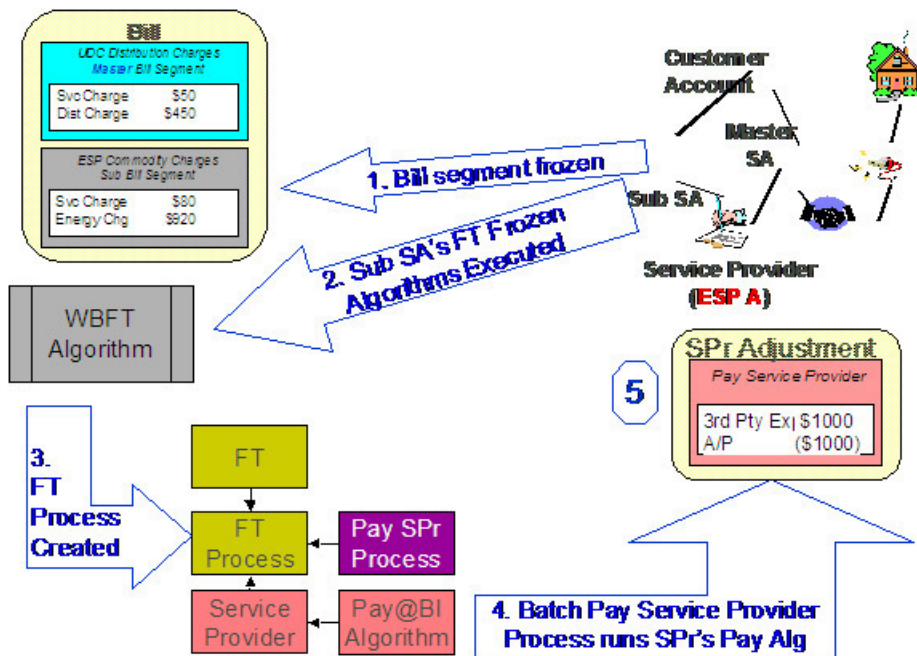 Bill
UDC Distribution Charges
Master Bill Segment
Svc Charge $50
Dist Charge $450
ESP Commodity Charges
Sub Bill Segment
Svc Charge $80
Energy Chg $920
Customer
Account
Master
SA
Sub SA
Service Provider
(ESP A)
1. Bill segment frozen
2. Sub SA's FT Frozen
Algorithms Executed
WBFT
Algorithm
SPr Adjustment
Pay Service Provider
3rd Pty Exp $1000
A/P ($1000)
5
3.
FT
Process
Created
FT
FT
Process
Pay SPr
Process
Service
Provider
Pay@BI
Algorithm
4. Batch Pay Service Provider
Process runs SPr's Pay Alg